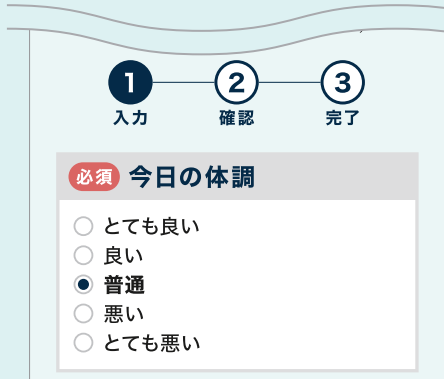 1 2 3
入力 確認 完了
必須 今日の体調
とても良い
良い
普通
悪い
とても悪い